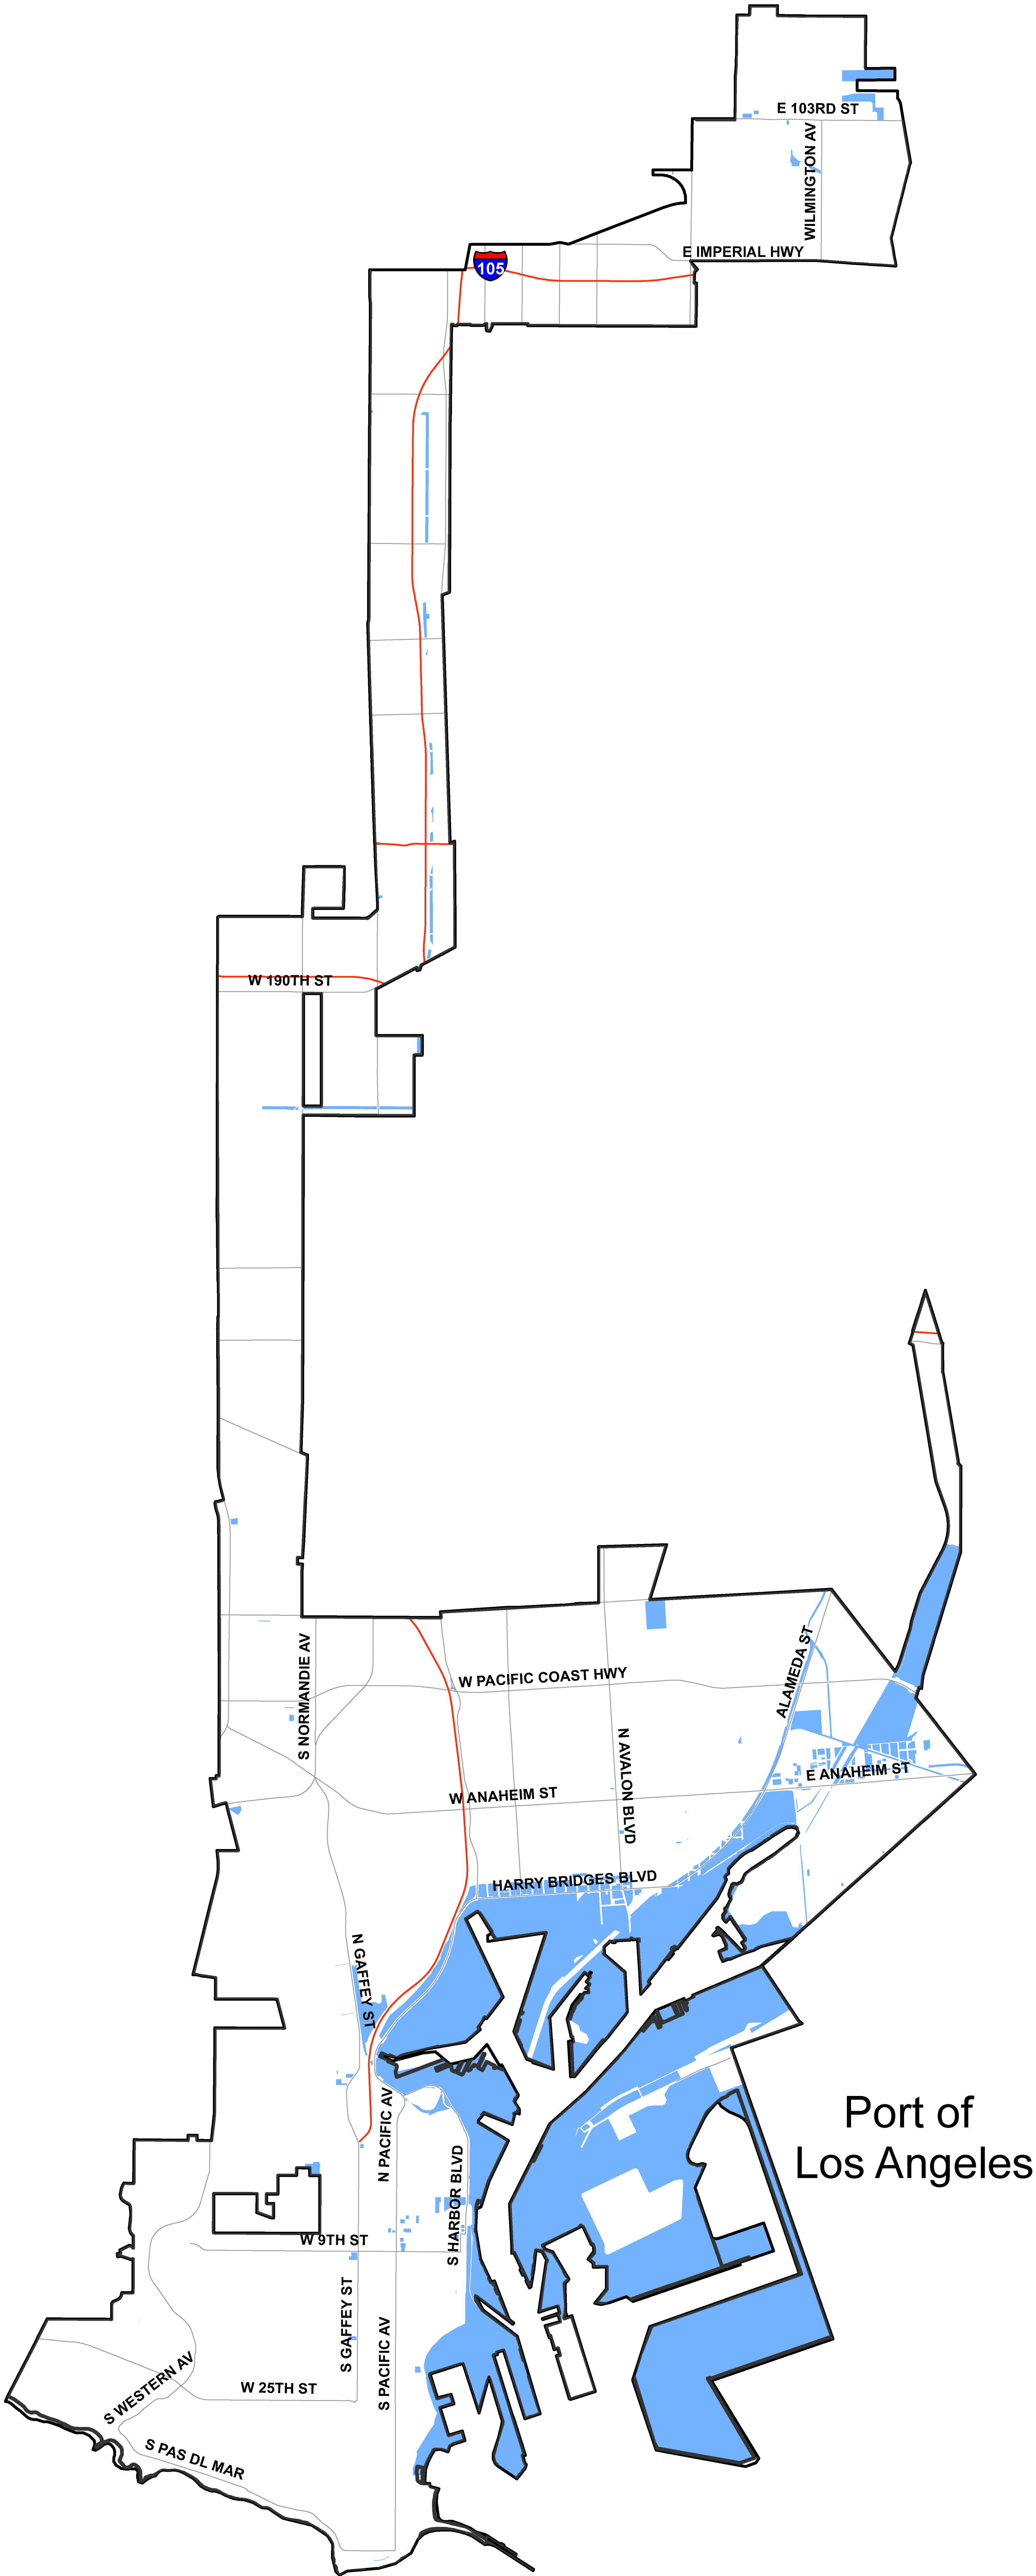 E 103RD ST
WILMINGTON AV
E IMPERIAL HWY
105
W 190TH ST
S NORMANDIE AV
W PACIFIC COAST HWY
ALAMEDA ST
N AVALON BLVD
E ANAHEIM ST
W ANAHEIM ST
HARRY BRIDGES BLVD
N GAFFEY ST
N PACIFIC AV
Port of
Los Angeles
S HARBOR BLVD
W 9TH ST
S GAFFEY ST
S PACIFIC AV
W 25TH ST
S WESTERN AV
S PAS DL MAR